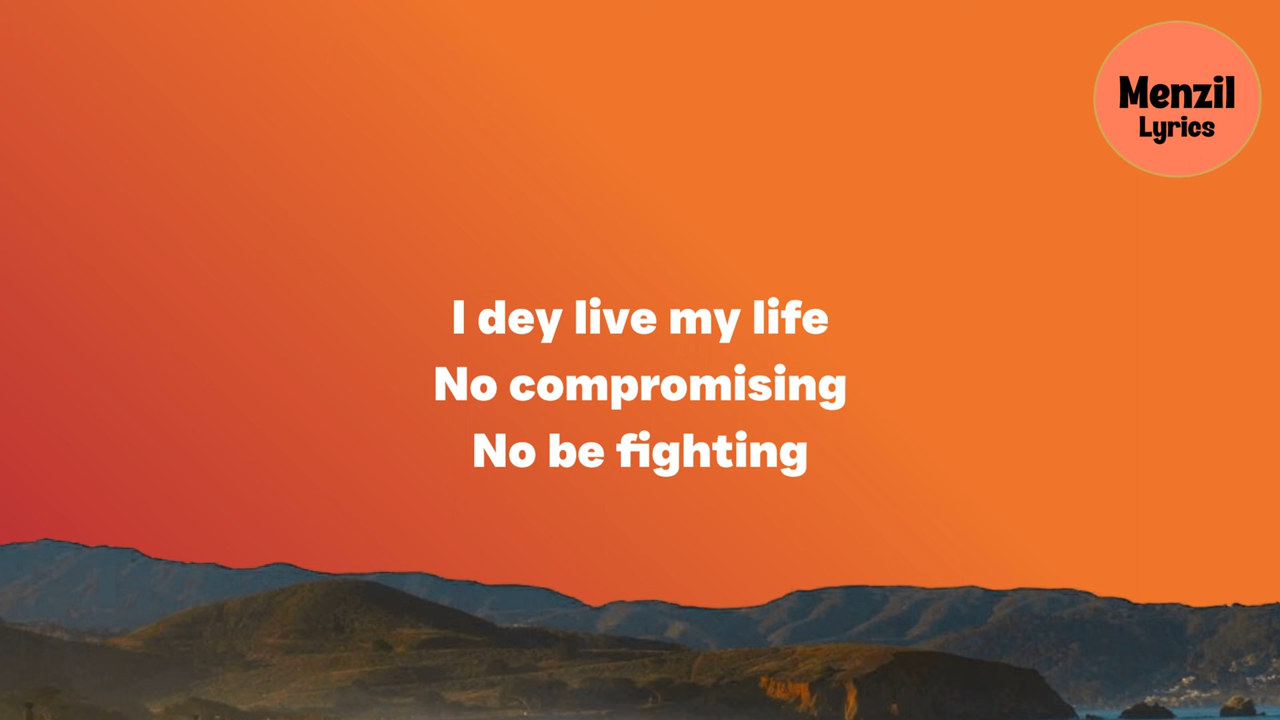 Menzil
Lyrics
I dey live my life
No compromising
No be fighting